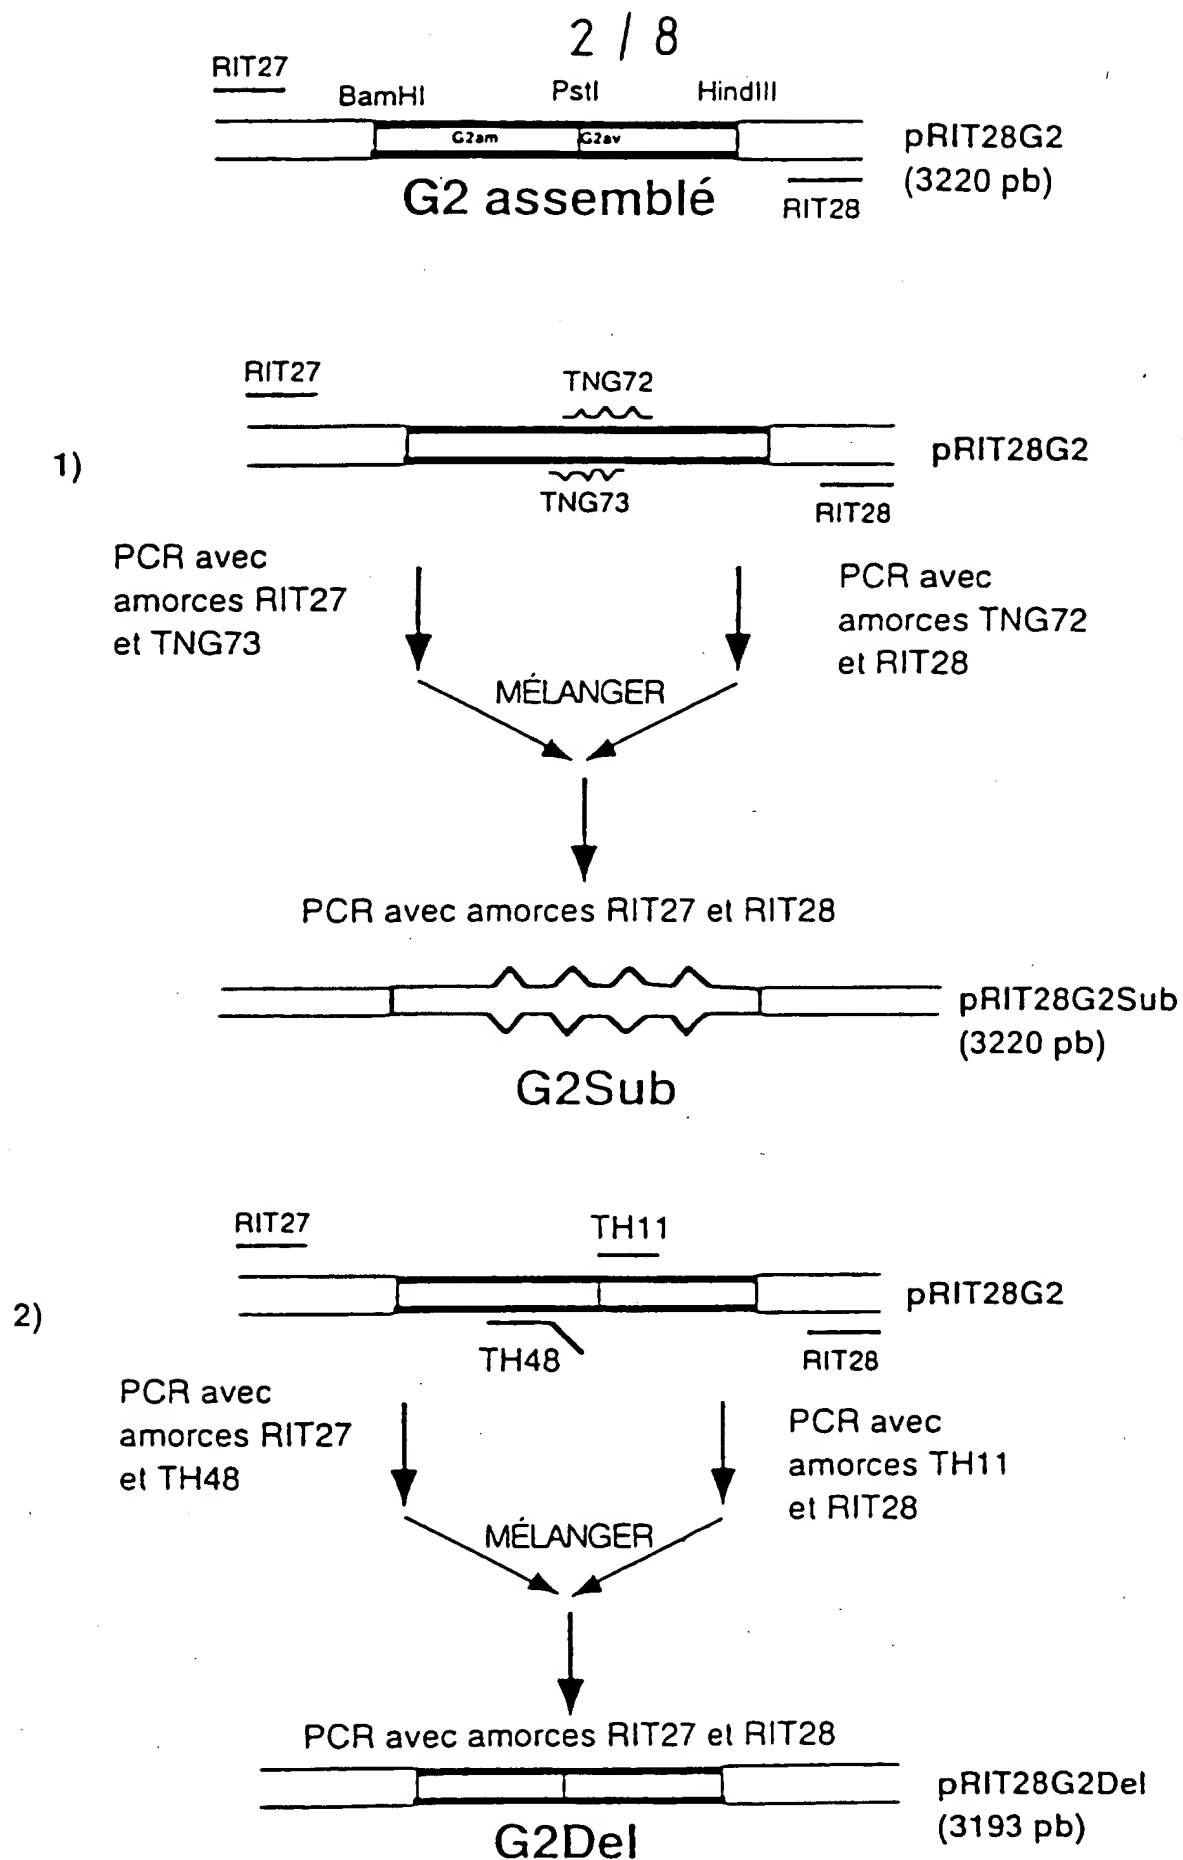 2 / 8
RIT27
BamHI PstI HindIII
G2am G2av
pRIT28G2
(3220 pb)
G2 assemblé
RIT28
RIT27
TNG72
1)
pRIT28G2
TNG73
RIT28
PCR avec
amorces RIT27
et TNG73
PCR avec
amorces TNG72
et RIT28
MÉLANGER
PCR avec amorces RIT27 et RIT28
pRIT28G2Sub
(3220 pb)
G2Sub
RIT27
TH11
2)
pRIT28G2
TH48
RIT28
PCR avec
amorces RIT27
et TH48
PCR avec
amorces TH11
et RIT28
MÉLANGER
PCR avec amorces RIT27 et RIT28
pRIT28G2Del
(3193 pb)
G2Del